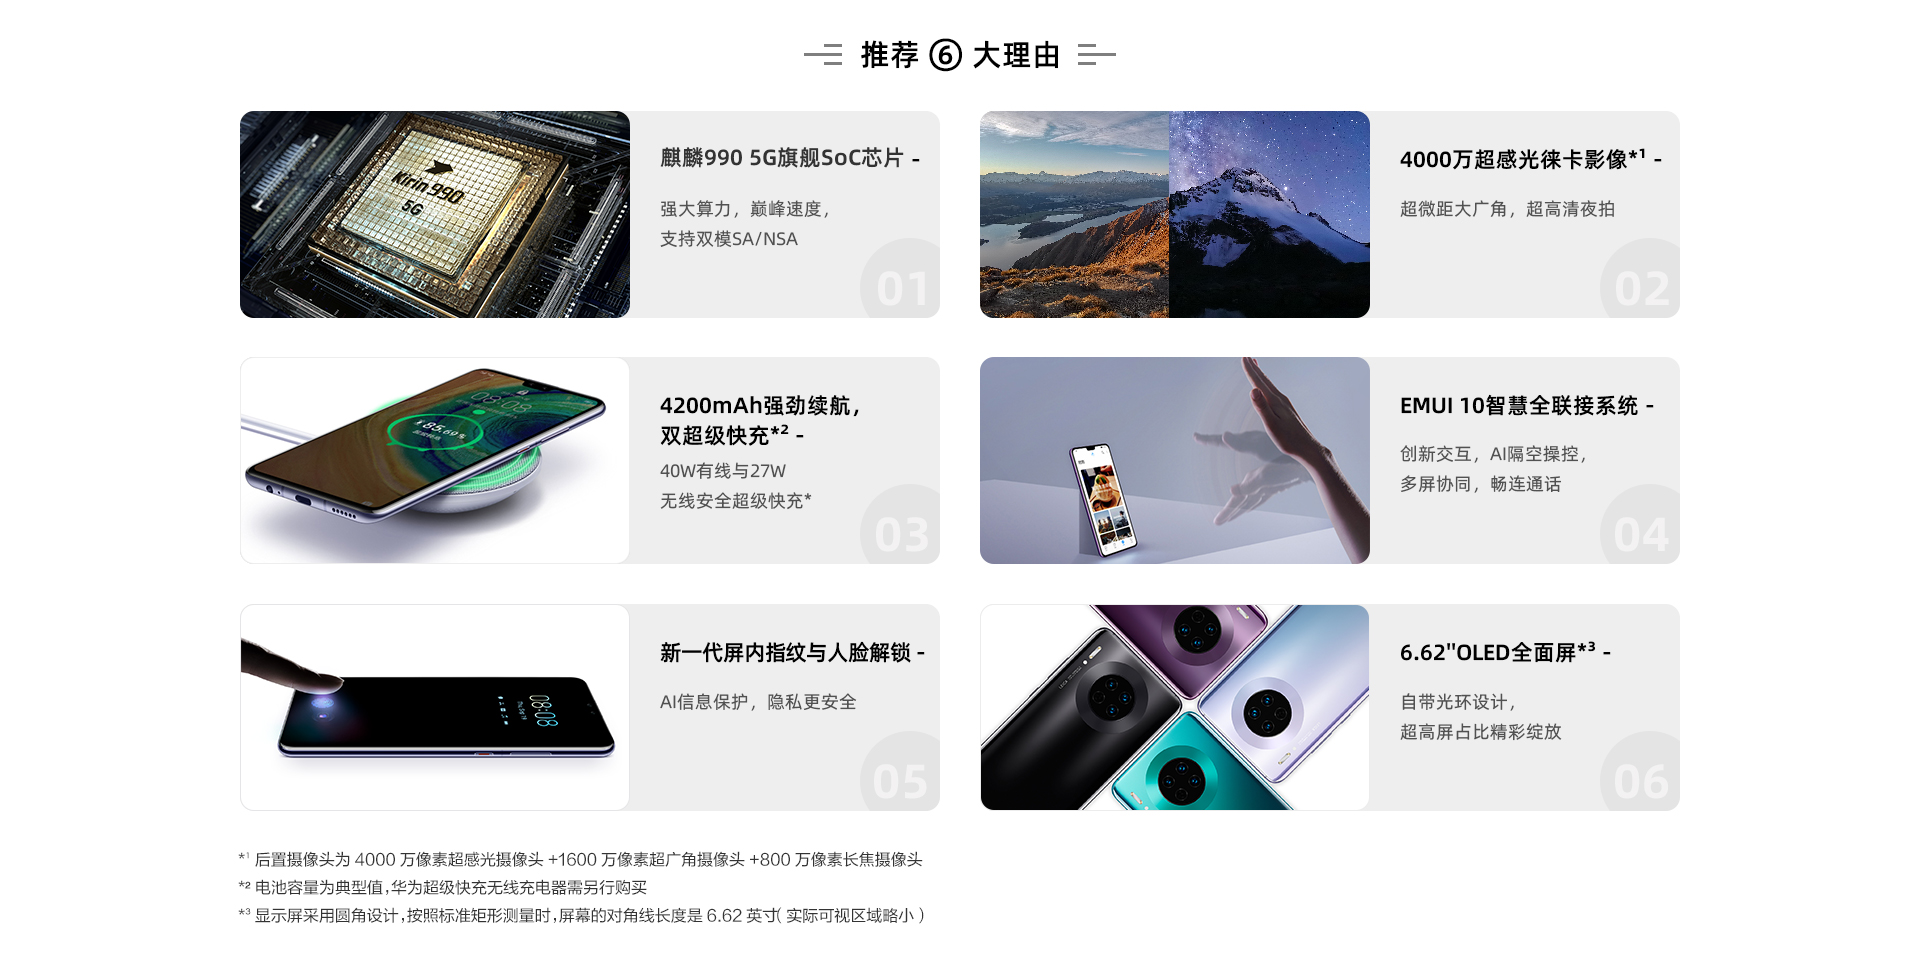 推荐 ⑥ 大理由
Kirin 990
5G
麒麟990 5G旗舰SoC芯片 -
强大算力，巅峰速度，
支持双模SA/NSA
01
4000万超感光徕卡影像*¹ -
超微距大广角，超高清夜拍
02
08:08
85.69%
4200mAh强劲续航，
双超级快充*² -
40W有线与27W
无线安全超级快充*
03
EMUI 10智慧全联接系统 -
创新交互，AI隔空操控，
多屏协同，畅连通话
04
08:08
新一代屏内指纹与人脸解锁 -
AI信息保护，隐私更安全
05
6.62"OLED全面屏*³ -
自带光环设计，
超高屏占比精彩绽放
06
*¹ 后置摄像头为 4000 万像素超感光摄像头 +1600 万像素超广角摄像头 +800 万像素长焦摄像头
*² 电池容量为典型值，华为超级快充无线充电器需另行购买
*³ 显示屏采用圆角设计，按照标准矩形测量时，屏幕的对角线长度是 6.62 英寸（ 实际可视区域略小 ）